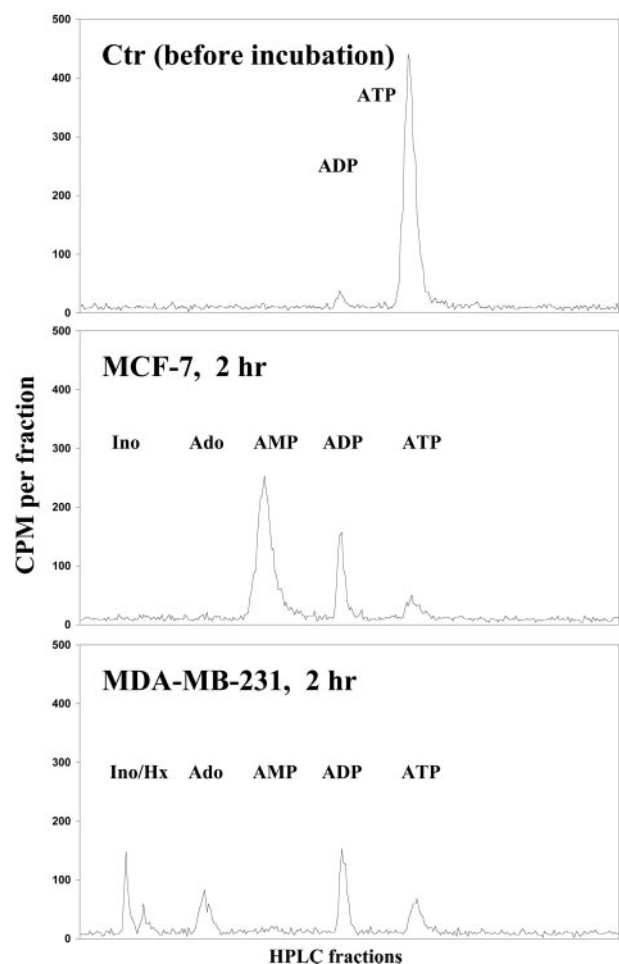 500
Ctr (before incubation)
400
ATP
300
ADP
200
100
0
500
MCF-7, 2 hr
400
Ino Ado AMP ADP ATP
300
200
100
0
CPM per fraction
500
MDA-MB-231, 2 hr
400
300
Ino/Hx Ado AMP ADP ATP
200
100
0
HPLC fractions